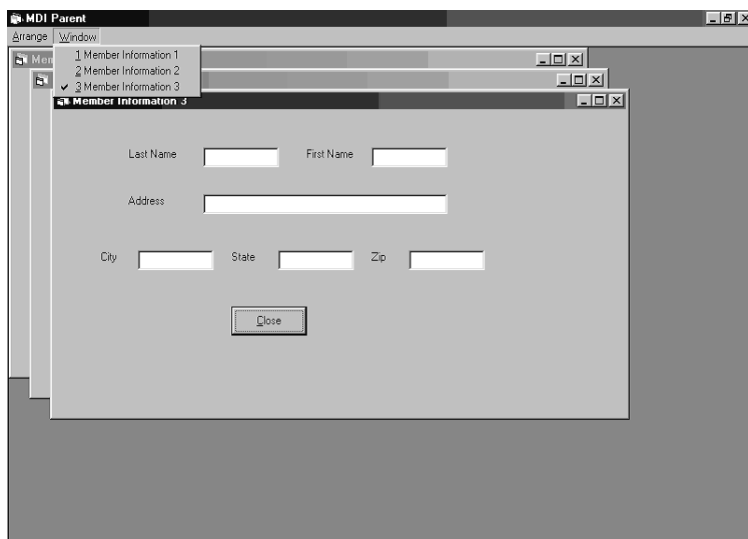 MDI Parent
Arrange Window
Mem
1 Member Information 1
2 Member Information 2
3 Member Information 3
Member Information 3
Last Name First Name
Address
City State Zip
Close